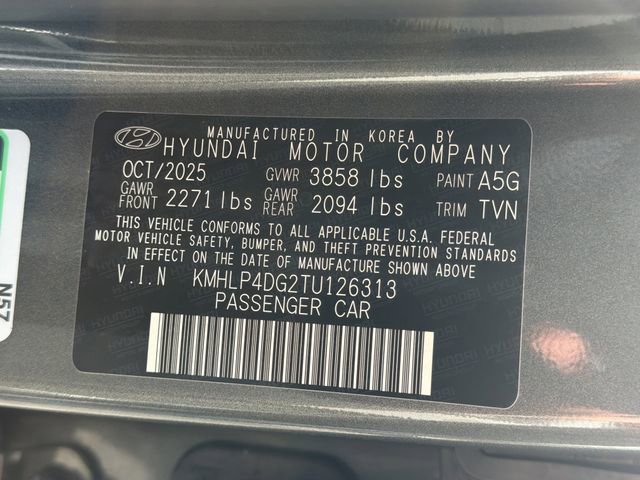 MANUFACTURED IN KOREA BY
HYUNDAI MOTOR COMPANY
OCT/2025 GVWR 3858 lbs PAINT A5G
GAWR FRONT 2271 lbs GAWR REAR 2094 lbs TRIM TVN
THIS VEHICLE CONFORMS TO ALL APPLICABLE U.S.A. FEDERAL
MOTOR VEHICLE SAFETY, BUMPER, AND THEFT PREVENTION STANDARDS
IN EFFECT ON THE DATE OF MANUFACTURE SHOWN ABOVE
V.I.N KMHLP4DG2TU126313
PASSENGER CAR
N57